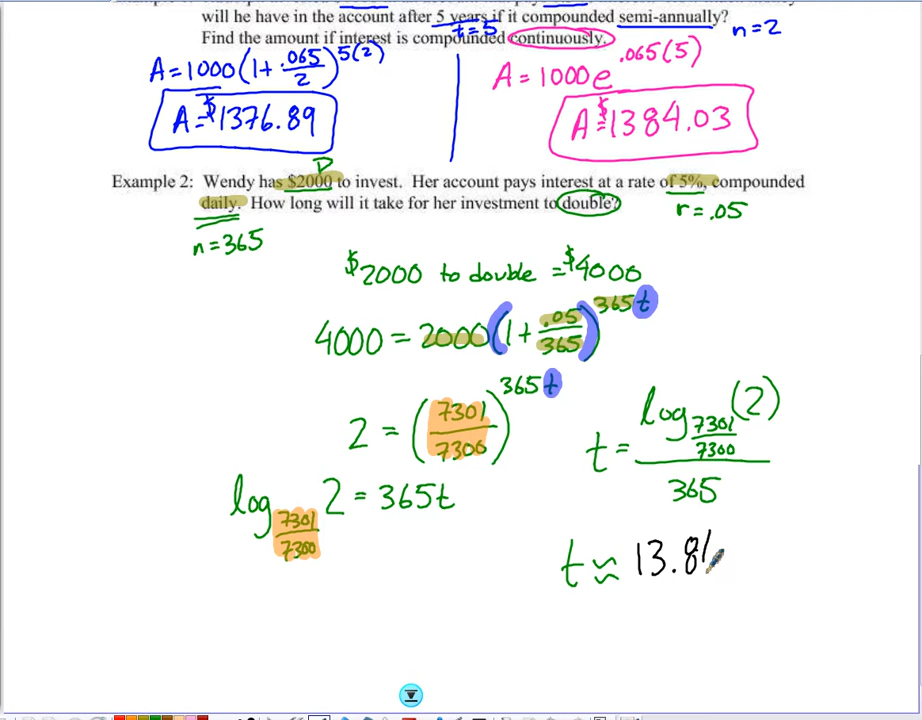 will he have in the account after 5 years if it compounded semi-annually?
t=5
n=2
Find the amount if interest is compounded continuously.
A=1000(1+.065/2)^5(2)
A=$1376.89
A=1000e^.065(5)
A=$1384.03
P
Example 2: Wendy has $2000 to invest. Her account pays interest at a rate of 5%, compounded
daily. How long will it take for her investment to double?
r=.05
n=365
$2000 to double =$4000
4000=2000(1+.05/365)^365t
2=(7301/7300)^365t
log_7301/7300 2=365t
t=log_7301/7300(2)/365
t≈13.8